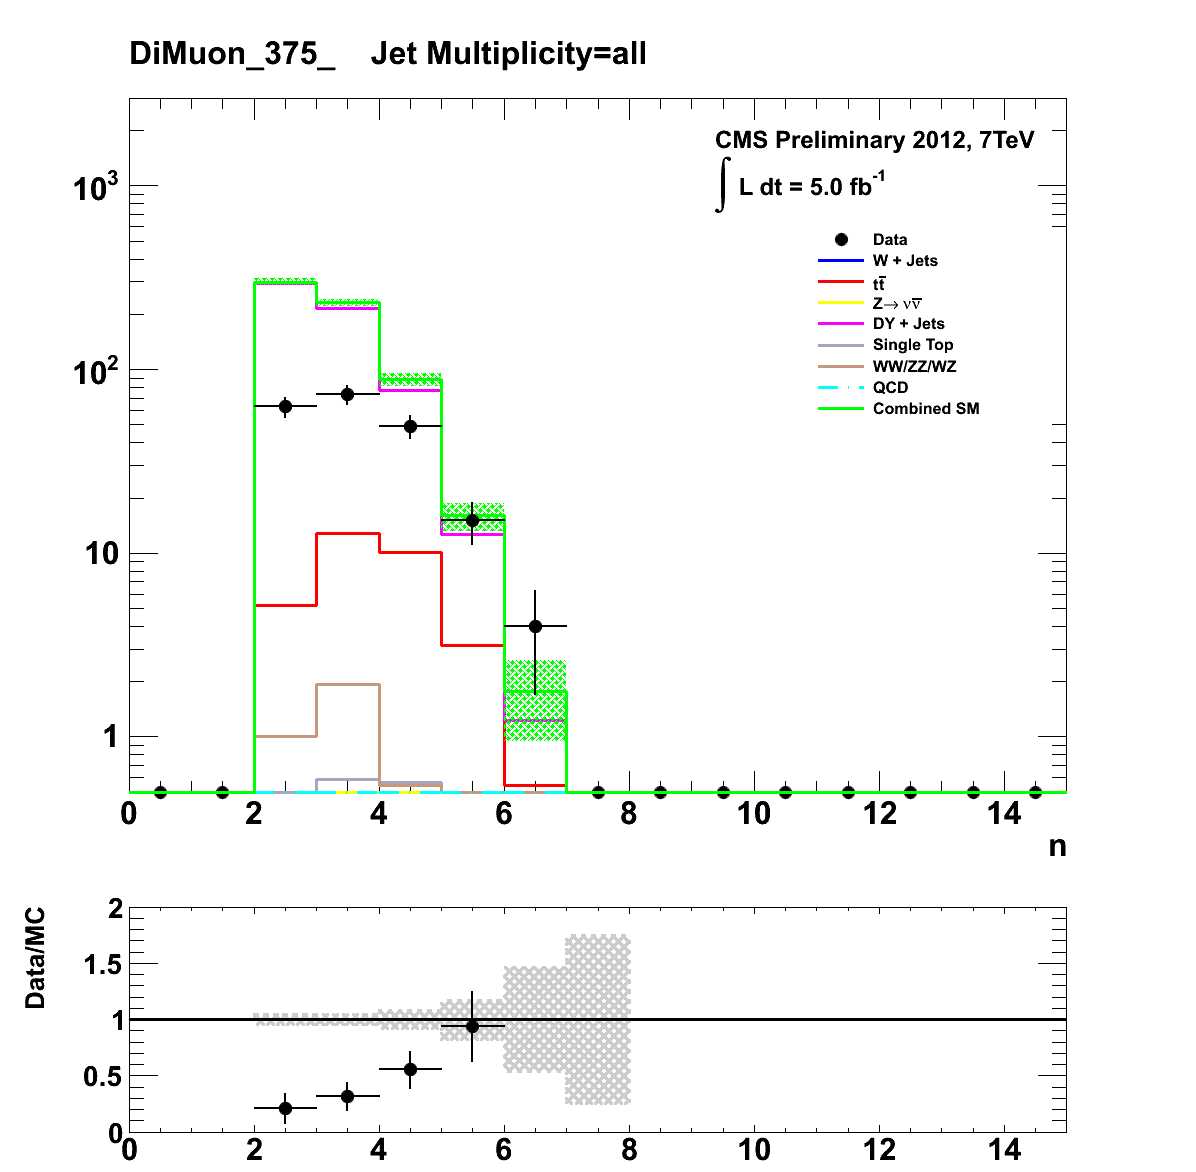 DiMuon_375_ Jet Multiplicity=all
CMS Preliminary 2012, 7TeV
∫ L dt = 5.0 fb⁻¹
Data
W + Jets
tt̅
Z→ νν̅
DY + Jets
Single Top
WW/ZZ/WZ
QCD
Combined SM
10³
10²
10
1
0 2 4 6 8 10 12 14
n
Data/MC
2
1.5
1
0.5
0
0 2 4 6 8 10 12 14